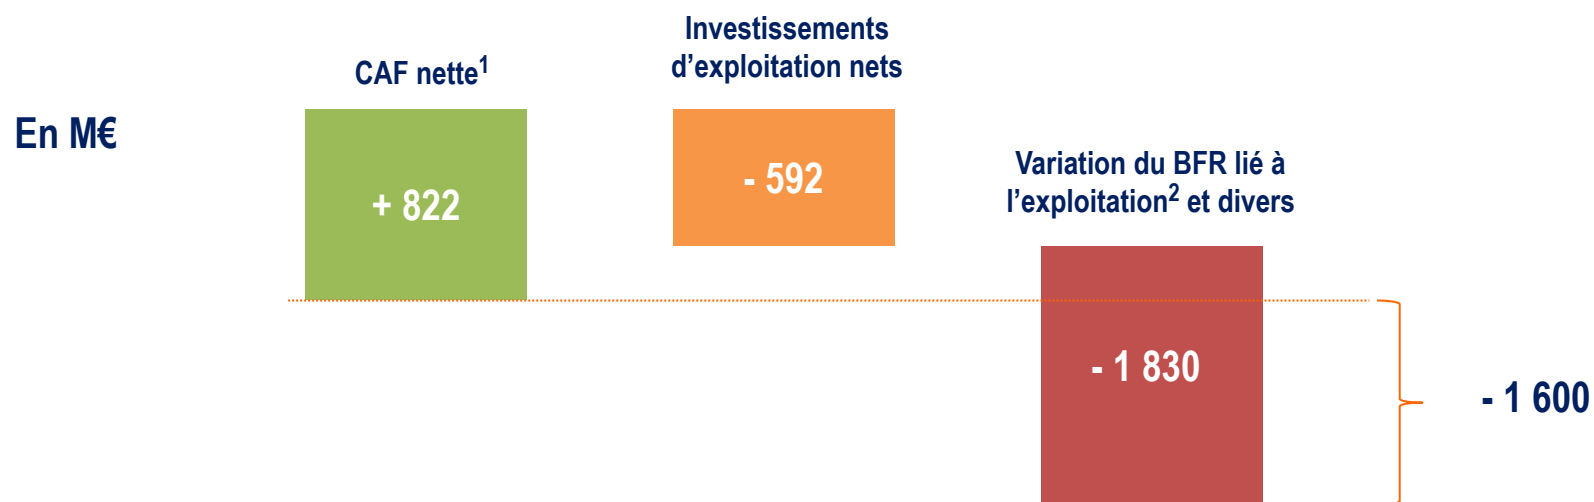 Investissements
d’exploitation nets
CAF nette1
En M€
+ 822
- 592
Variation du BFR lié à
l’exploitation2 et divers
- 1 830
- 1 600